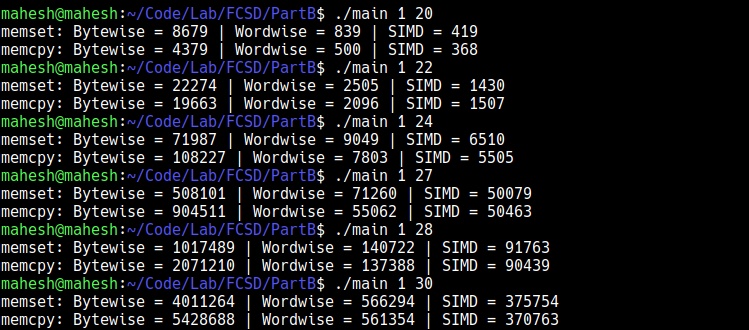 mahesh@mahesh:~/Code/Lab/FCSD/PartB$ ./main 1 20
memset: Bytewise = 8679 | Wordwise = 839 | SIMD = 419
memcpy: Bytewise = 4379 | Wordwise = 500 | SIMD = 368
mahesh@mahesh:~/Code/Lab/FCSD/PartB$ ./main 1 22
memset: Bytewise = 22274 | Wordwise = 2505 | SIMD = 1430
memcpy: Bytewise = 19663 | Wordwise = 2096 | SIMD = 1507
mahesh@mahesh:~/Code/Lab/FCSD/PartB$ ./main 1 24
memset: Bytewise = 71987 | Wordwise = 9049 | SIMD = 6510
memcpy: Bytewise = 108227 | Wordwise = 7803 | SIMD = 5505
mahesh@mahesh:~/Code/Lab/FCSD/PartB$ ./main 1 27
memset: Bytewise = 508101 | Wordwise = 71260 | SIMD = 50079
memcpy: Bytewise = 904511 | Wordwise = 55062 | SIMD = 50463
mahesh@mahesh:~/Code/Lab/FCSD/PartB$ ./main 1 28
memset: Bytewise = 1017489 | Wordwise = 140722 | SIMD = 91763
memcpy: Bytewise = 2071210 | Wordwise = 137388 | SIMD = 90439
mahesh@mahesh:~/Code/Lab/FCSD/PartB$ ./main 1 30
memset: Bytewise = 4011264 | Wordwise = 566294 | SIMD = 375754
memcpy: Bytewise = 5428688 | Wordwise = 561354 | SIMD = 370763